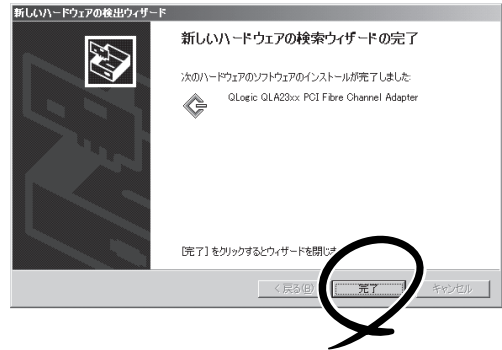 新しいハードウェアの検出ウィザード
新しいハードウェアの検索ウィザードの完了
次のハードウェアのソフトウェアのインストールが完了しました:
QLogic QLA23xx PCI Fibre Channel Adapter
[完了] をクリックするとウィザードを閉じま
< 戻る(B)
完了
キャンセル